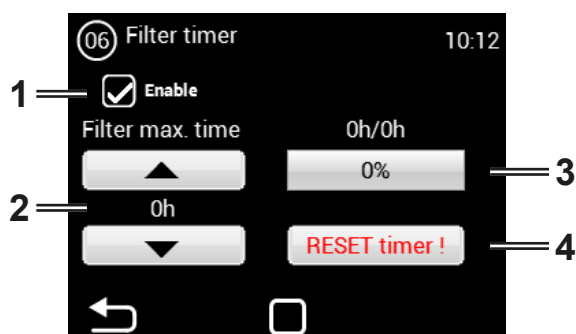 06 Filter timer 10:12
1 Enable
Filter max. time 0h/0h
0% 3
2 0h
RESET timer ! 4